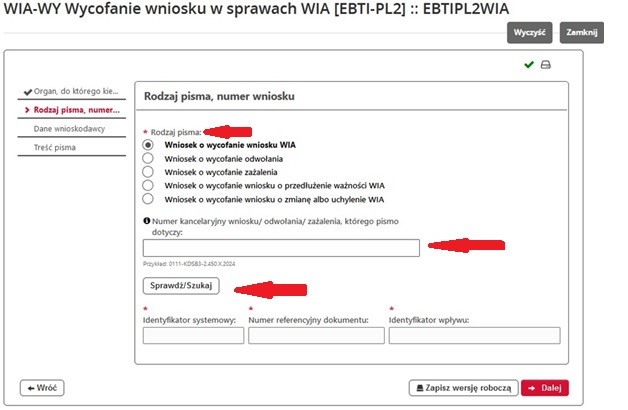 WIA-WY Wycofanie wniosku w sprawach WIA [EBTI-PL2] :: EBTIPL2WIA
Wyczyść
Zamknij
Organ, do którego kie...
Rodzaj pisma, numer...
Dane wnioskodawcy
Treść pisma
Rodzaj pisma, numer wniosku
* Rodzaj pisma:
Wniosek o wycofanie wniosku WIA
Wniosek o wycofanie odwołania
Wniosek o wycofanie zażalenia
Wniosek o wycofanie wniosku o przedłużenie ważności WIA
Wniosek o wycofanie wniosku o zmianę albo uchylenie WIA
Numer kancelaryjny wniosku/ odwołania/ zażalenia, którego pismo
dotyczy:
Przykład: 0111-KDSB3-2.450.X.2024
Sprawdź/Szukaj
* Identyfikator systemowy:
* Numer referencyjny dokumentu:
* Identyfikator wpływu:
Wróć
Zapisz wersję roboczą
Dalej